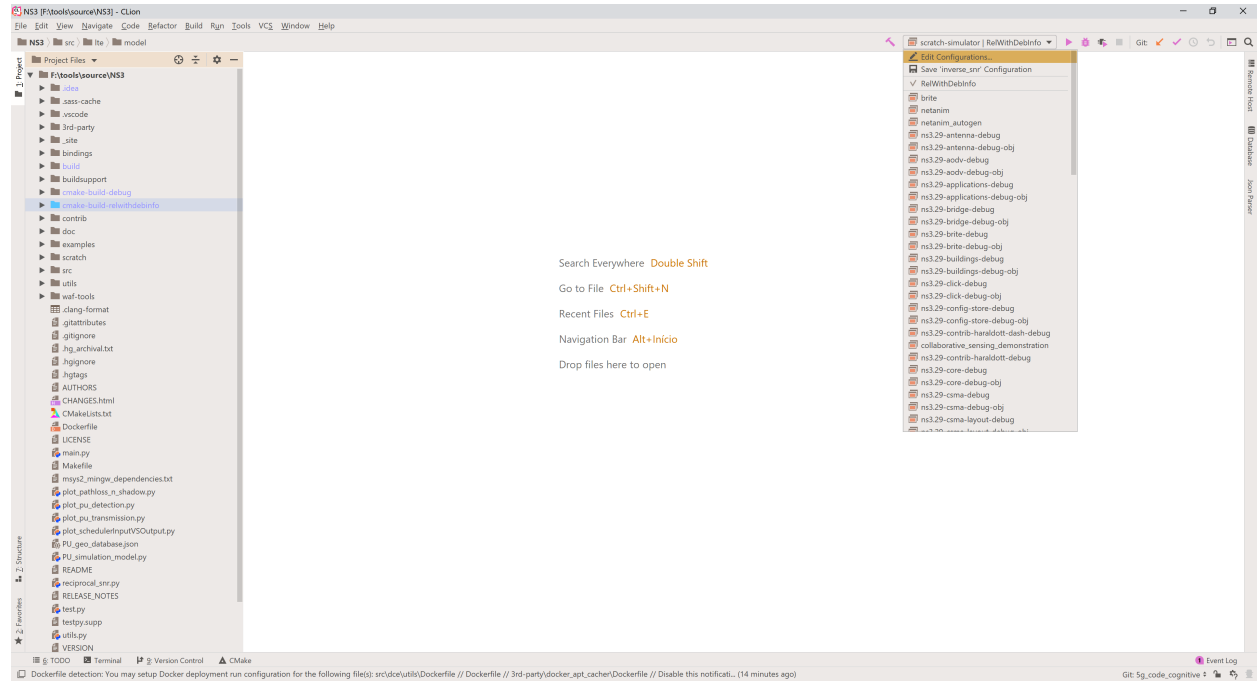 NS3 [F:\tools\source\NS3] - CLion
File Edit View Navigate Code Refactor Build Run Tools VCS Window Help
NS3 src lte model
scratch-simulator | RelWithDebInfo
Git:
Project Files
1: Project
F:\tools\source\NS3
.idea
.sass-cache
.vscode
3rd-party
_site
bindings
build
buildsupport
cmake-build-debug
cmake-build-relwithdebinfo
contrib
doc
examples
scratch
src
utils
waf-tools
.clang-format
.gitattributes
.gitignore
.hg_archival.txt
.hgignore
.hgtags
AUTHORS
CHANGES.html
CMakeLists.txt
Dockerfile
LICENSE
main.py
Makefile
msys2_mingw_dependencies.txt
plot_pathloss_n_shadow.py
plot_pu_detection.py
plot_pu_transmission.py
plot_schedulerInputVSOutput.py
PU_geo_database.json
PU_simulation_model.py
README
reciprocal_snr.py
RELEASE_NOTES
test.py
testpy.supp
utils.py
VERSION
7: Structure
2: Favorites
Search Everywhere Double Shift
Go to File Ctrl+Shift+N
Recent Files Ctrl+E
Navigation Bar Alt+Início
Drop files here to open
Edit Configurations...
Save 'inverse_snr' Configuration
RelWithDebInfo
brite
netanim
netanim_autogen
ns3.29-antenna-debug
ns3.29-antenna-debug-obj
ns3.29-aodv-debug
ns3.29-aodv-debug-obj
ns3.29-applications-debug
ns3.29-applications-debug-obj
ns3.29-bridge-debug
ns3.29-bridge-debug-obj
ns3.29-brite-debug
ns3.29-brite-debug-obj
ns3.29-buildings-debug
ns3.29-buildings-debug-obj
ns3.29-click-debug
ns3.29-click-debug-obj
ns3.29-config-store-debug
ns3.29-config-store-debug-obj
ns3.29-contrib-haraldott-dash-debug
collaborative_sensing_demonstration
ns3.29-contrib-haraldott-debug
ns3.29-core-debug
ns3.29-core-debug-obj
ns3.29-csma-debug
ns3.29-csma-debug-obj
ns3.29-csma-layout-debug
ns3.29-csma-layout-debug-obj
Remote Host
Database
Json Parser
6: TODO Terminal 9: Version Control CMake
1 Event Log
Dockerfile detection: You may setup Docker deployment run configuration for the following file(s): src\dce\utils\Dockerfile // Dockerfile // 3rd-party\docker_apt_cacher\Dockerfile // Disable this notificati... (14 minutes ago)
Git: 5g_code_cognitive